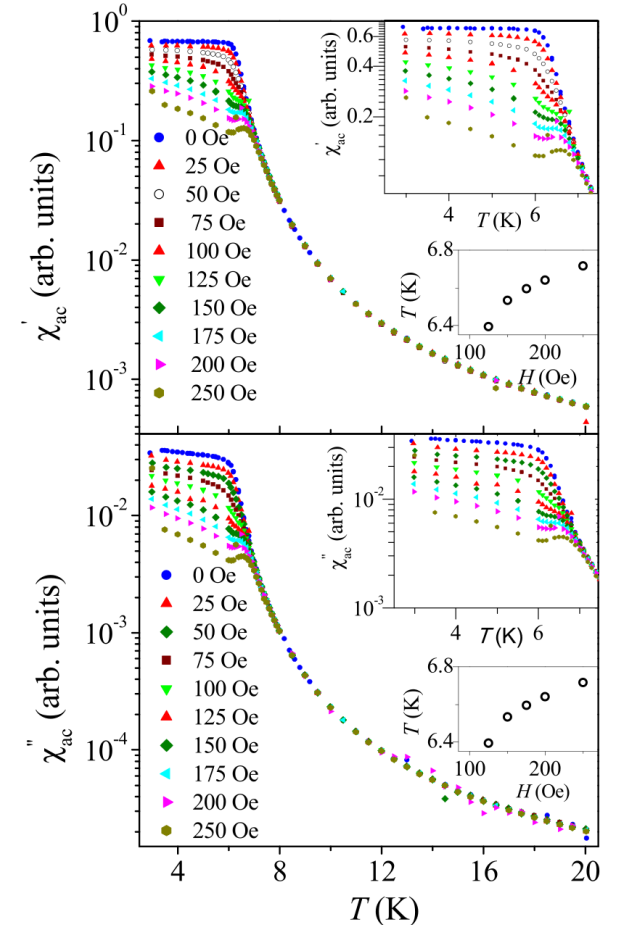 10⁰
10⁻¹
10⁻²
10⁻³
χ'ac (arb. units)
0 Oe
25 Oe
50 Oe
75 Oe
100 Oe
125 Oe
150 Oe
175 Oe
200 Oe
250 Oe
0.6
0.4
0.2
χ'ac (arb. units)
4
6
T (K)
6.8
6.4
T (K)
100
200
H (Oe)
10⁻¹
10⁻²
10⁻³
10⁻⁴
χ''ac (arb. units)
0 Oe
25 Oe
50 Oe
75 Oe
100 Oe
125 Oe
150 Oe
175 Oe
200 Oe
250 Oe
10⁻²
10⁻³
χ''ac (arb. units)
4
6
T (K)
6.8
6.4
T (K)
100
200
H (Oe)
4
8
12
16
20
T (K)